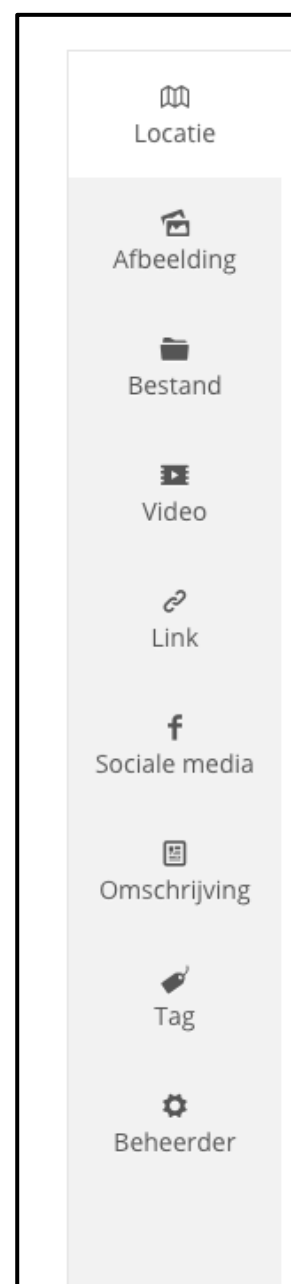 Locatie
Afbeelding
Bestand
Video
Link
Sociale media
Omschrijving
Tag
Beheerder